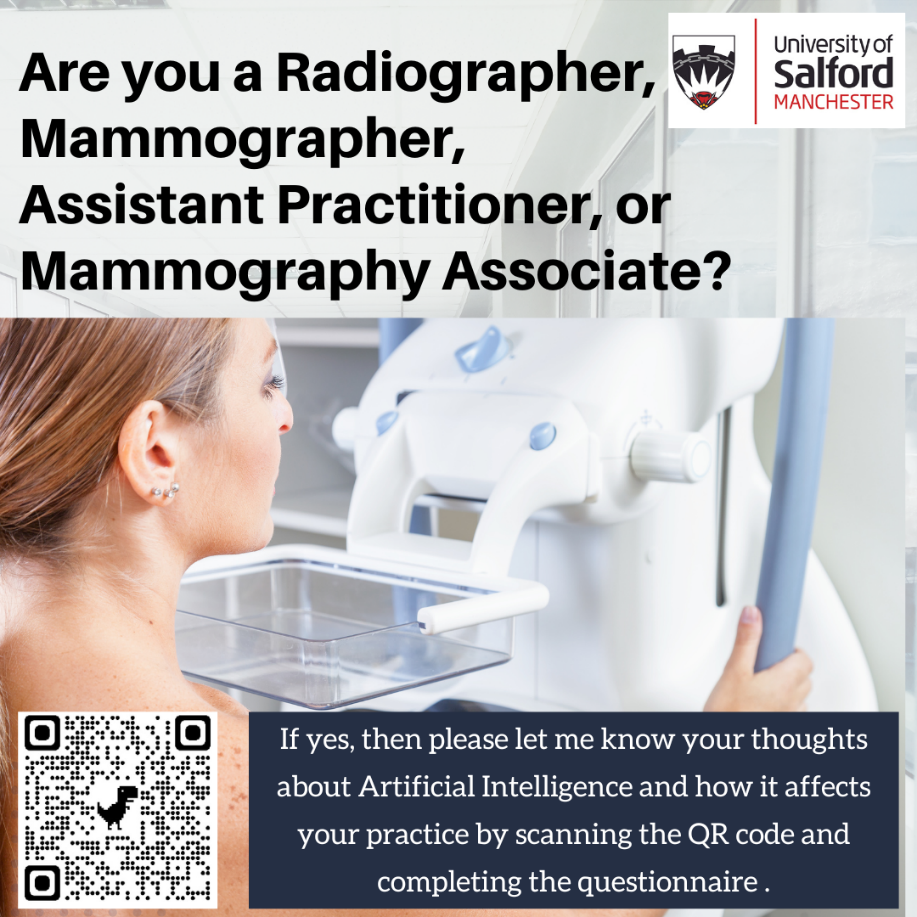 Are you a Radiographer,
Mammographer,
Assistant Practitioner, or
Mammography Associate?
University of
Salford
MANCHESTER
If yes, then please let me know your thoughts
about Artificial Intelligence and how it affects
your practice by scanning the QR code and
completing the questionnaire .